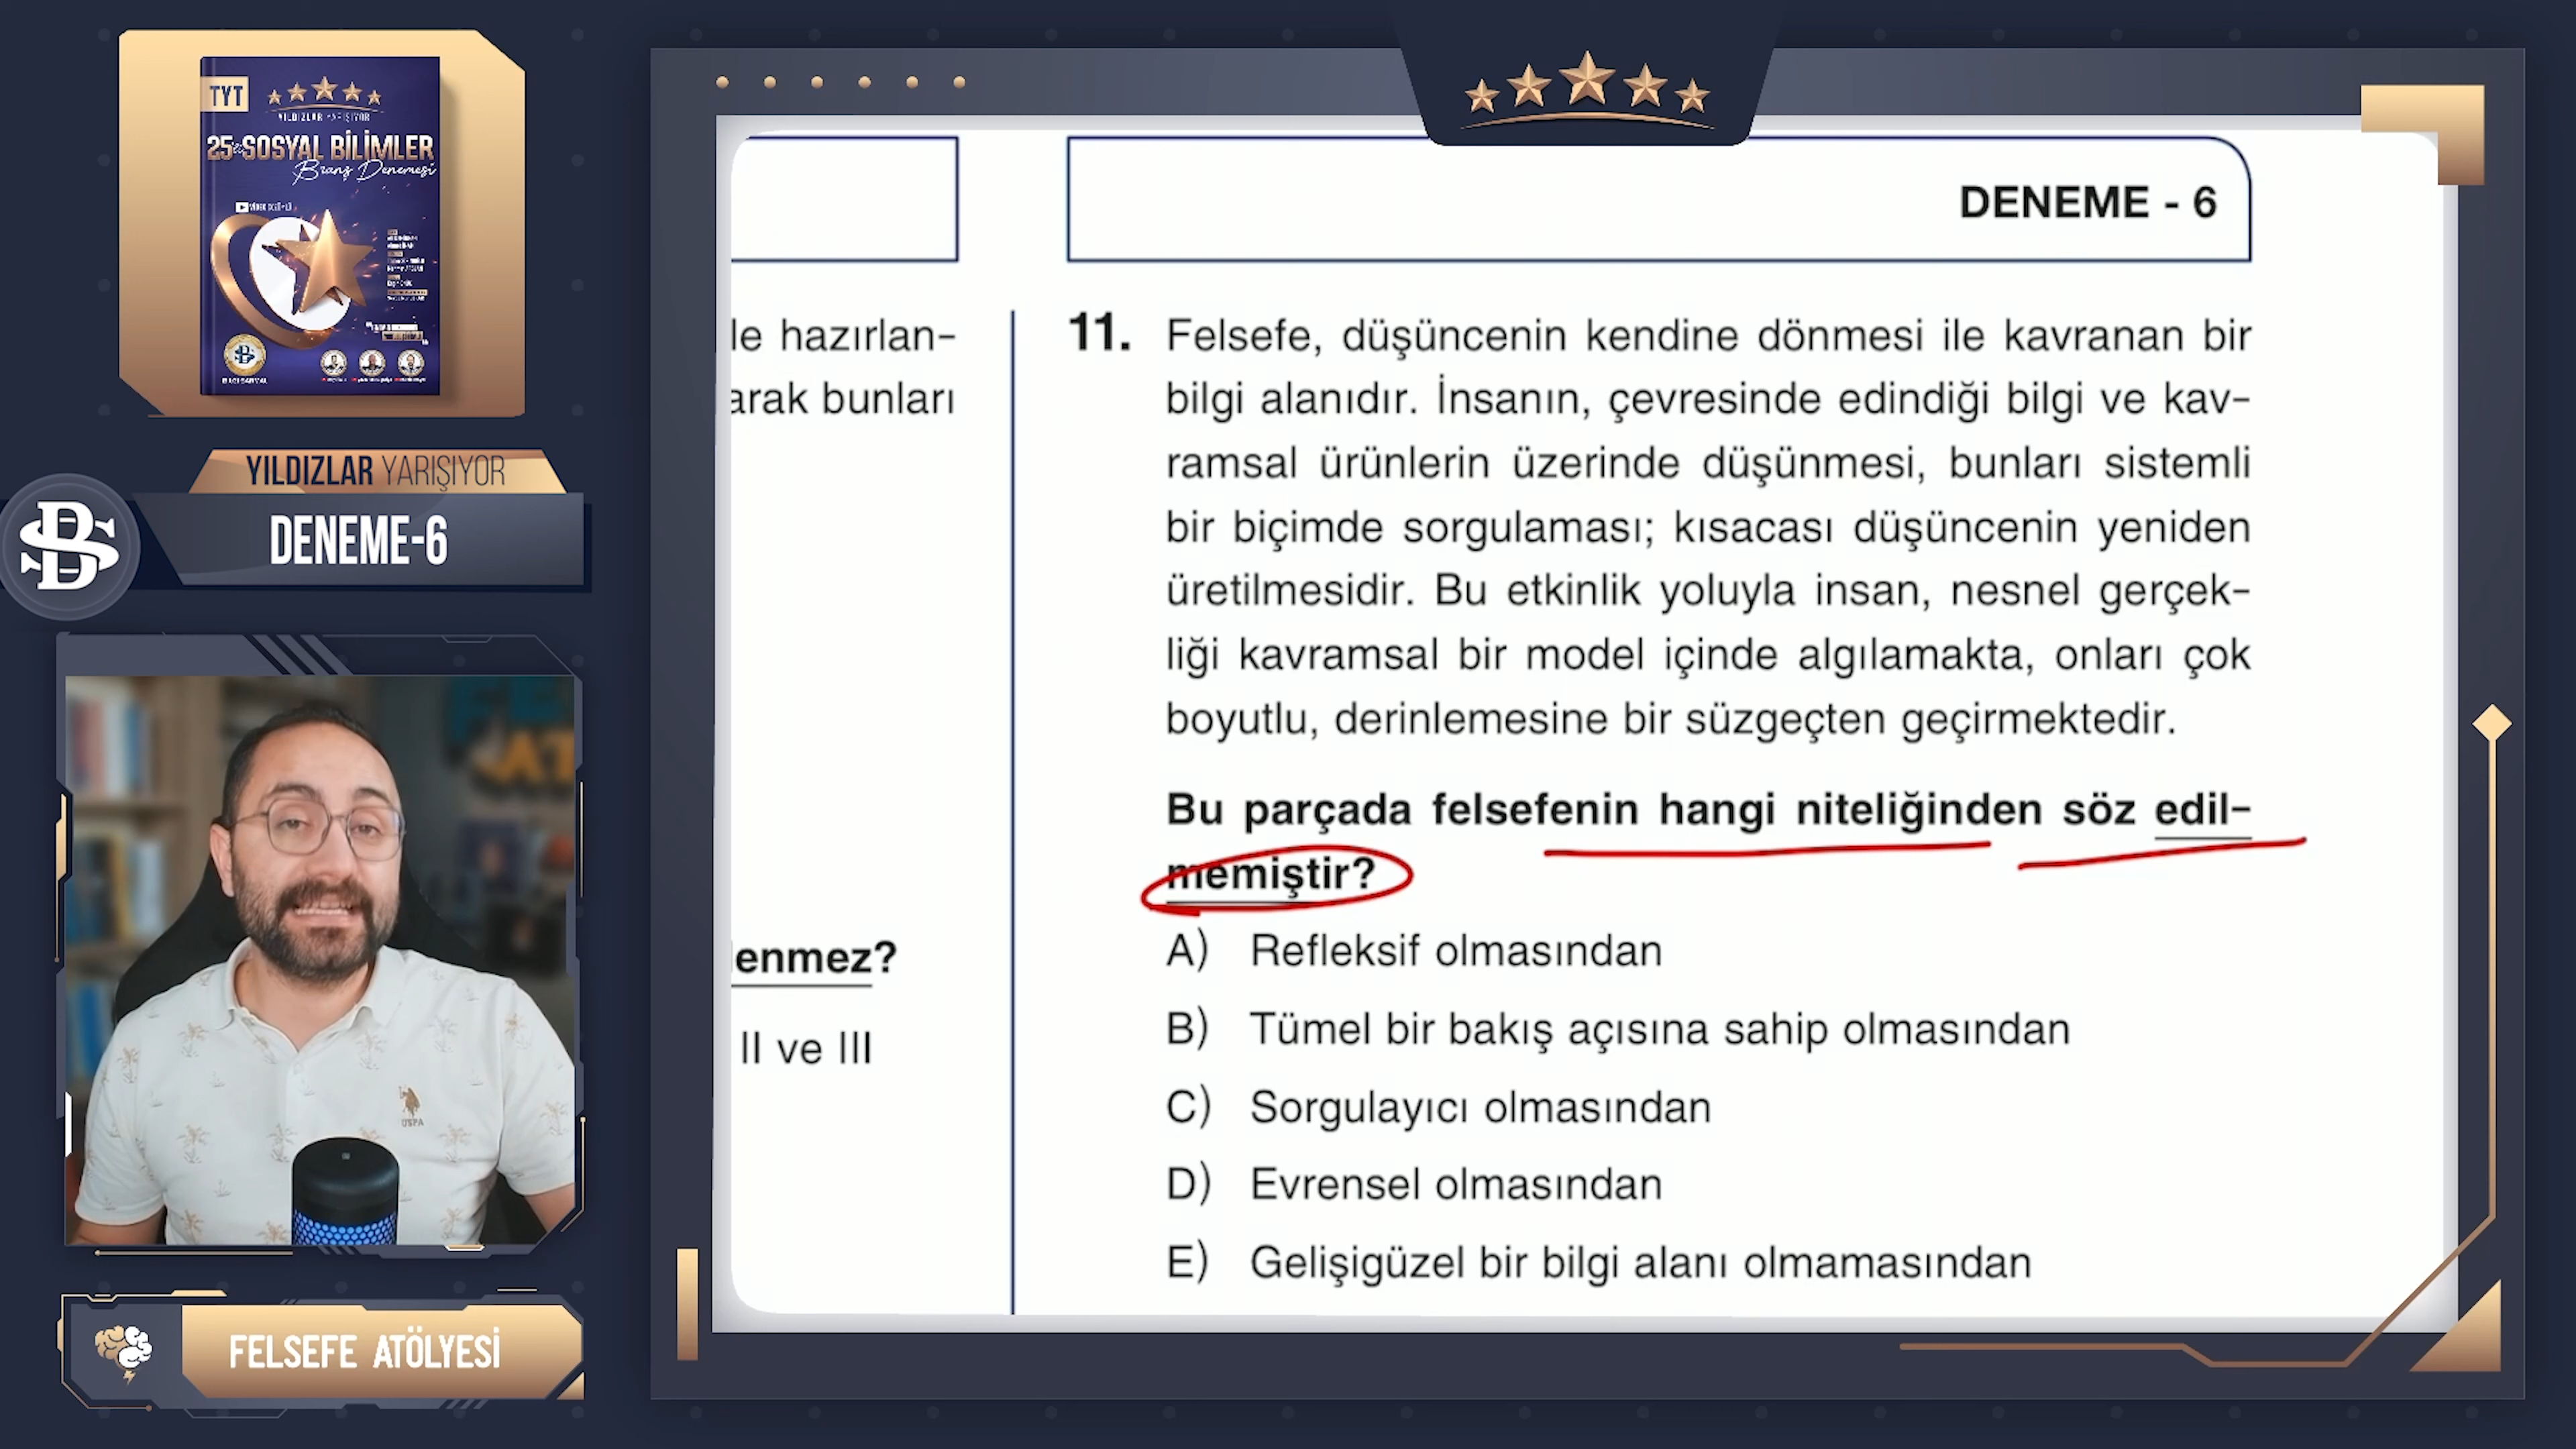 TYT
YILDIZLAR YARIŞIYOR
25 SOSYAL BİLİMLER
Branş Denemesi
YILDIZLAR YARIŞIYOR
DENEME-6
USPA
FELSEFE ATÖLYESİ
DENEME - 6
le hazırlan-
arak bunları
enmez?
II ve III
11. Felsefe, düşüncenin kendine dönmesi ile kavranan bir
bilgi alanıdır. İnsanın, çevresinde edindiği bilgi ve kav-
ramsal ürünlerin üzerinde düşünmesi, bunları sistemli
bir biçimde sorgulaması; kısacası düşüncenin yeniden
üretilmesidir. Bu etkinlik yoluyla insan, nesnel gerçek-
liği kavramsal bir model içinde algılamakta, onları çok
boyutlu, derinlemesine bir süzgeçten geçirmektedir.
Bu parçada felsefenin hangi niteliğinden söz edil-
memiştir?
A) Refleksif olmasından
B) Tümel bir bakış açısına sahip olmasından
C) Sorgulayıcı olmasından
D) Evrensel olmasından
E) Gelişigüzel bir bilgi alanı olmamasından